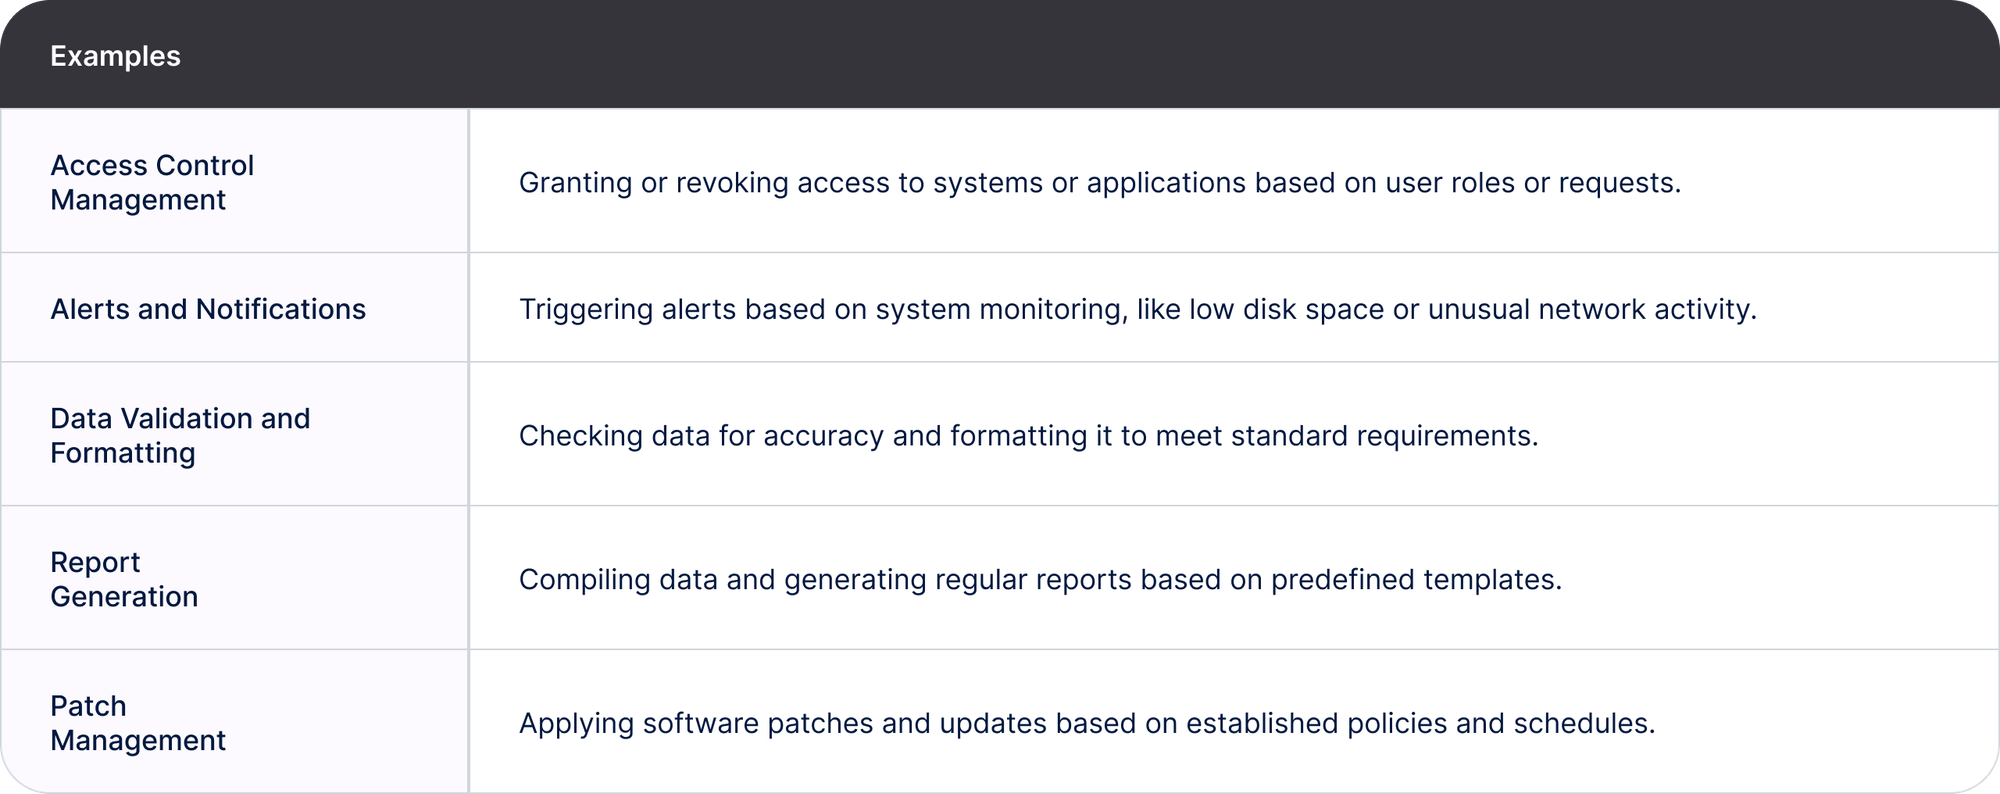 Examples
Access Control
Management
Granting or revoking access to systems or applications based on user roles or requests.
Alerts and Notifications
Triggering alerts based on system monitoring, like low disk space or unusual network activity.
Data Validation and
Formatting
Checking data for accuracy and formatting it to meet standard requirements.
Report
Generation
Compiling data and generating regular reports based on predefined templates.
Patch
Management
Applying software patches and updates based on established policies and schedules.